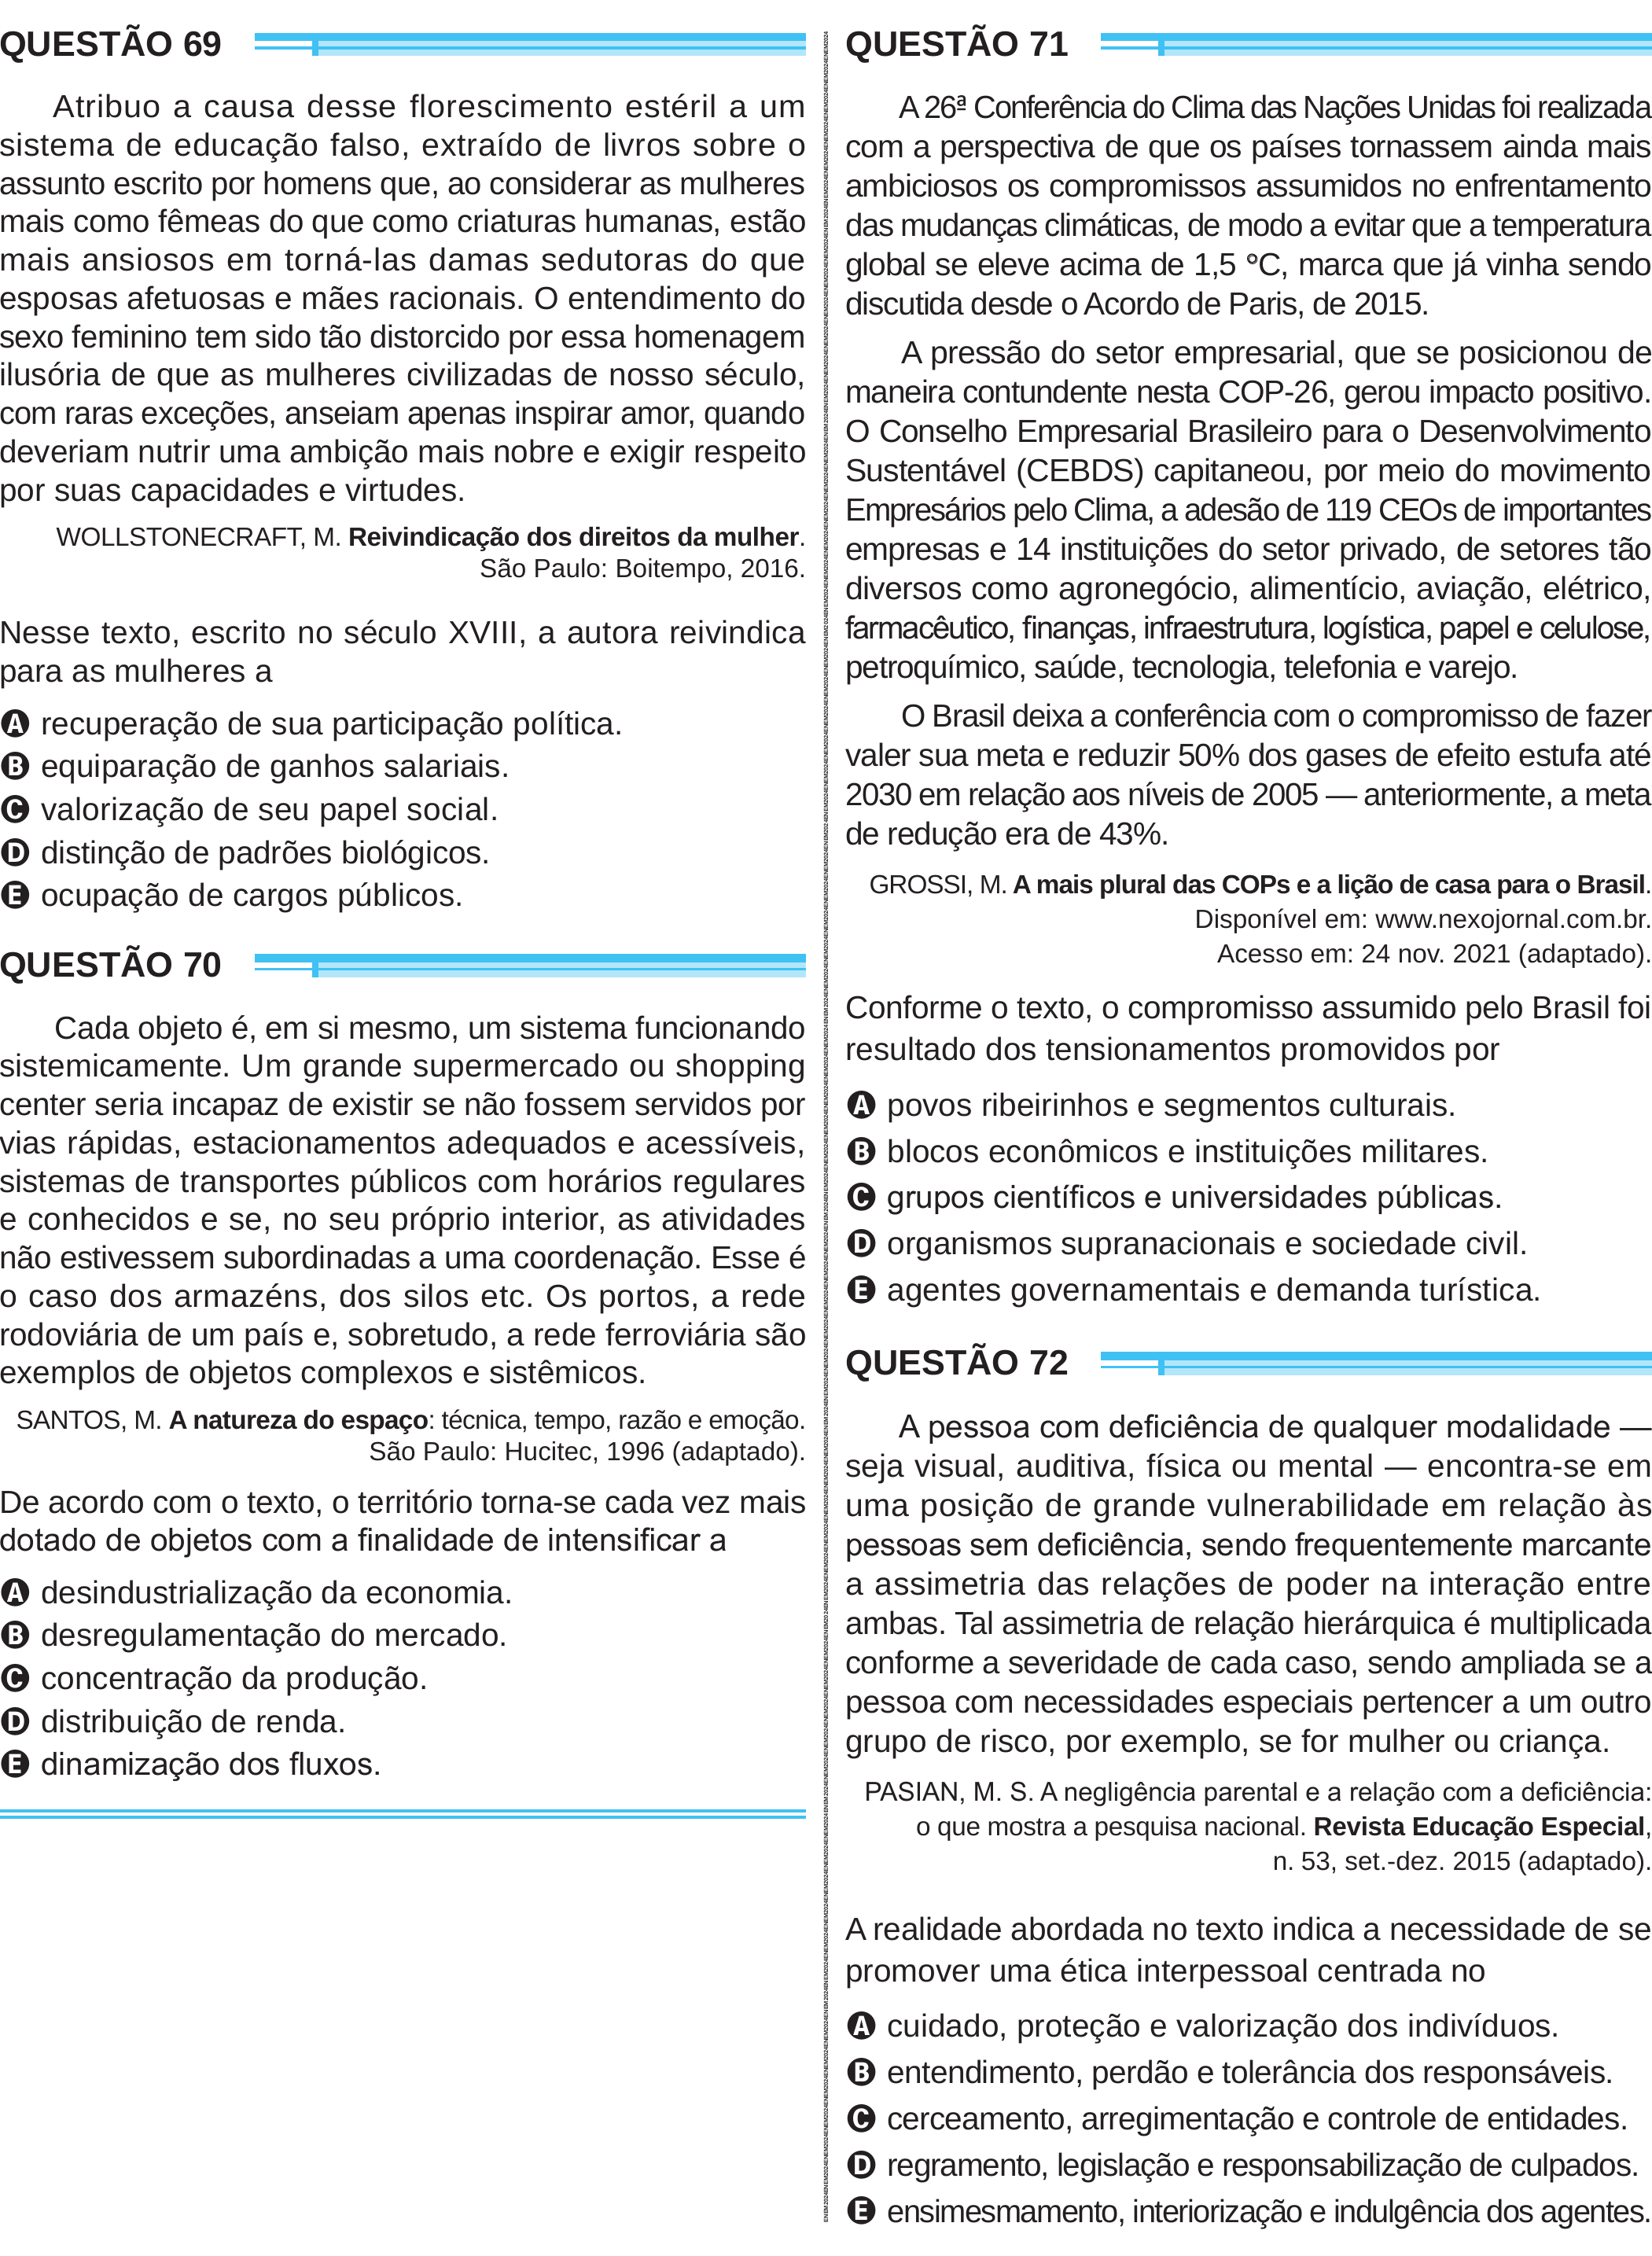 QUESTÃO 69
Atribuo a causa desse florescimento estéril a um
sistema de educação falso, extraído de livros sobre o
assunto escrito por homens que, ao considerar as mulheres
mais como fêmeas do que como criaturas humanas, estão
mais ansiosos em torná-las damas sedutoras do que
esposas afetuosas e mães racionais. O entendimento do
sexo feminino tem sido tão distorcido por essa homenagem
ilusória de que as mulheres civilizadas de nosso século,
com raras exceções, anseiam apenas inspirar amor, quando
deveriam nutrir uma ambição mais nobre e exigir respeito
por suas capacidades e virtudes.
WOLLSTONECRAFT, M. Reivindicação dos direitos da mulher.
São Paulo: Boitempo, 2016.
Nesse texto, escrito no século XVIII, a autora reivindica
para as mulheres a
A recuperação de sua participação política.
B equiparação de ganhos salariais.
C valorização de seu papel social.
D distinção de padrões biológicos.
E ocupação de cargos públicos.
QUESTÃO 70
Cada objeto é, em si mesmo, um sistema funcionando
sistemicamente. Um grande supermercado ou shopping
center seria incapaz de existir se não fossem servidos por
vias rápidas, estacionamentos adequados e acessíveis,
sistemas de transportes públicos com horários regulares
e conhecidos e se, no seu próprio interior, as atividades
não estivessem subordinadas a uma coordenação. Esse é
o caso dos armazéns, dos silos etc. Os portos, a rede
rodoviária de um país e, sobretudo, a rede ferroviária são
exemplos de objetos complexos e sistêmicos.
SANTOS, M. A natureza do espaço: técnica, tempo, razão e emoção.
São Paulo: Hucitec, 1996 (adaptado).
De acordo com o texto, o território torna-se cada vez mais
dotado de objetos com a finalidade de intensificar a
A desindustrialização da economia.
B desregulamentação do mercado.
C concentração da produção.
D distribuição de renda.
E dinamização dos fluxos.
QUESTÃO 71
A 26ª Conferência do Clima das Nações Unidas foi realizada
com a perspectiva de que os países tornassem ainda mais
ambiciosos os compromissos assumidos no enfrentamento
das mudanças climáticas, de modo a evitar que a temperatura
global se eleve acima de 1,5 °C, marca que já vinha sendo
discutida desde o Acordo de Paris, de 2015.
A pressão do setor empresarial, que se posicionou de
maneira contundente nesta COP-26, gerou impacto positivo.
O Conselho Empresarial Brasileiro para o Desenvolvimento
Sustentável (CEBDS) capitaneou, por meio do movimento
Empresários pelo Clima, a adesão de 119 CEOs de importantes
empresas e 14 instituições do setor privado, de setores tão
diversos como agronegócio, alimentício, aviação, elétrico,
farmacêutico, finanças, infraestrutura, logística, papel e celulose,
petroquímico, saúde, tecnologia, telefonia e varejo.
O Brasil deixa a conferência com o compromisso de fazer
valer sua meta e reduzir 50% dos gases de efeito estufa até
2030 em relação aos níveis de 2005 — anteriormente, a meta
de redução era de 43%.
GROSSI, M. A mais plural das COPs e a lição de casa para o Brasil.
Disponível em: www.nexojornal.com.br.
Acesso em: 24 nov. 2021 (adaptado).
Conforme o texto, o compromisso assumido pelo Brasil foi
resultado dos tensionamentos promovidos por
A povos ribeirinhos e segmentos culturais.
B blocos econômicos e instituições militares.
C grupos científicos e universidades públicas.
D organismos supranacionais e sociedade civil.
E agentes governamentais e demanda turística.
QUESTÃO 72
A pessoa com deficiência de qualquer modalidade —
seja visual, auditiva, física ou mental — encontra-se em
uma posição de grande vulnerabilidade em relação às
pessoas sem deficiência, sendo frequentemente marcante
a assimetria das relações de poder na interação entre
ambas. Tal assimetria de relação hierárquica é multiplicada
conforme a severidade de cada caso, sendo ampliada se a
pessoa com necessidades especiais pertencer a um outro
grupo de risco, por exemplo, se for mulher ou criança.
PASIAN, M. S. A negligência parental e a relação com a deficiência:
o que mostra a pesquisa nacional. Revista Educação Especial,
n. 53, set.-dez. 2015 (adaptado).
A realidade abordada no texto indica a necessidade de se
promover uma ética interpessoal centrada no
A cuidado, proteção e valorização dos indivíduos.
B entendimento, perdão e tolerância dos responsáveis.
C cerceamento, arregimentação e controle de entidades.
D regramento, legislação e responsabilização de culpados.
E ensimesmamento, interiorização e indulgência dos agentes.